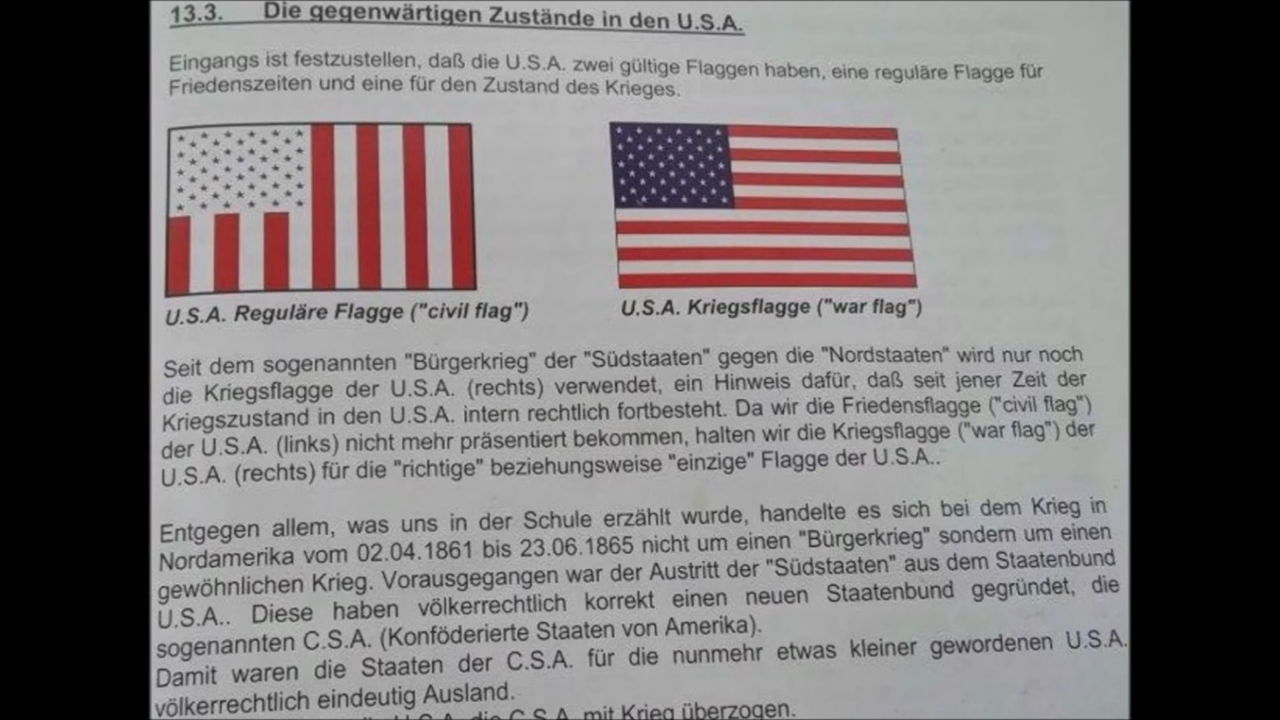 13.3. Die gegenwärtigen Zustände in den U.S.A.
Eingangs ist festzustellen, daß die U.S.A. zwei gültige Flaggen haben, eine reguläre Flagge für
Friedenszeiten und eine für den Zustand des Krieges.
U.S.A. Reguläre Flagge ("civil flag")
U.S.A. Kriegsflagge ("war flag")
Seit dem sogenannten "Bürgerkrieg" der "Südstaaten" gegen die "Nordstaaten" wird nur noch
die Kriegsflagge der U.S.A. (rechts) verwendet, ein Hinweis dafür, daß seit jener Zeit der
Kriegszustand in den U.S.A. intern rechtlich fortbesteht. Da wir die Friedensflagge ("civil flag")
der U.S.A. (links) nicht mehr präsentiert bekommen, halten wir die Kriegsflagge ("war flag") der
U.S.A. (rechts) für die "richtige" beziehungsweise "einzige" Flagge der U.S.A..
Entgegen allem, was uns in der Schule erzählt wurde, handelte es sich bei dem Krieg in
Nordamerika vom 02.04.1861 bis 23.06.1865 nicht um einen "Bürgerkrieg" sondern um einen
gewöhnlichen Krieg. Vorausgegangen war der Austritt der "Südstaaten" aus dem Staatenbund
U.S.A.. Diese haben völkerrechtlich korrekt einen neuen Staatenbund gegründet, die
sogenannten C.S.A. (Konföderierte Staaten von Amerika).
Damit waren die Staaten der C.S.A. für die nunmehr etwas kleiner gewordenen U.S.A.
völkerrechtlich eindeutig Ausland.
U.S.A. die C.S.A. mit Krieg überzogen.